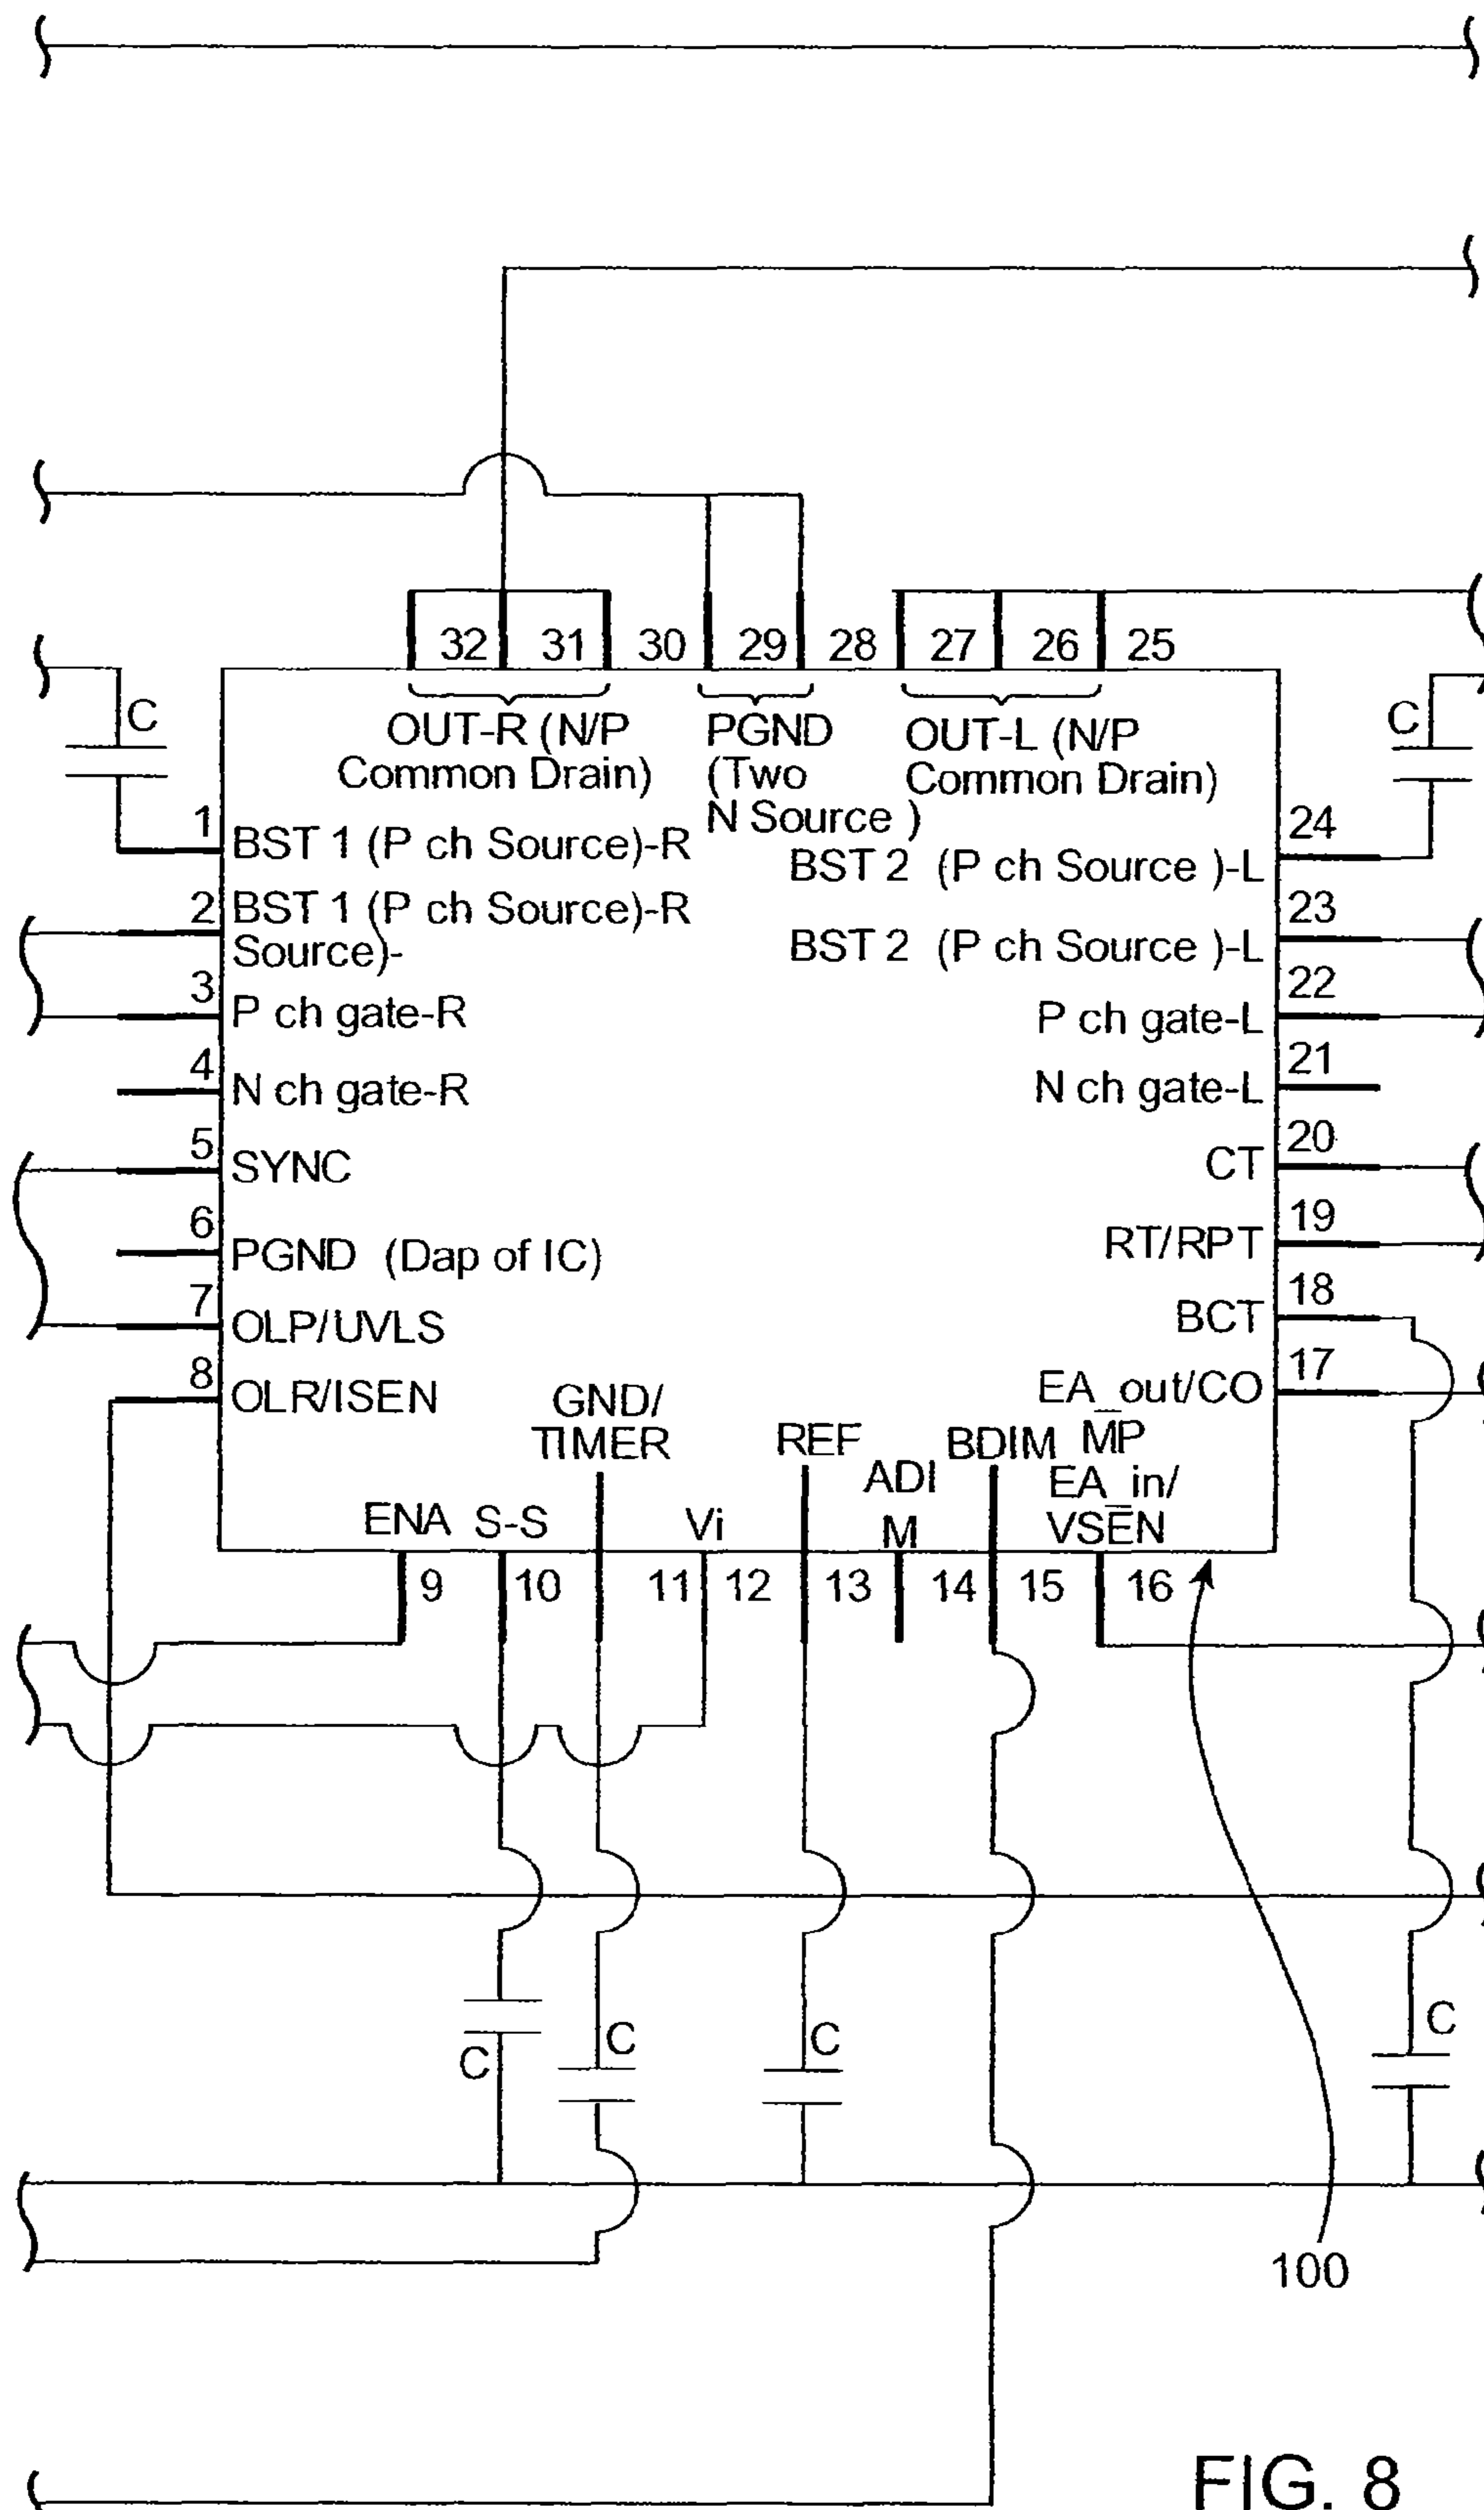 32 31 30 29 28 27 26 25
C
C
OUT-R (N/P
Common Drain)
PGND
(Two
N Source )
OUT-L (N/P
Common Drain)
1
BST 1 (P ch Source)-R
2
BST 1 (P ch Source)-R
Source)-
3
P ch gate-R
4
N ch gate-R
5
SYNC
6
PGND (Dap of IC)
7
OLP/UVLS
8
OLR/ISEN
24
BST 2 (P ch Source )-L
23
BST 2 (P ch Source )-L
22
P ch gate-L
21
N ch gate-L
20
CT
19
RT/RPT
18
BCT
17
EA_out/CO
MP
GND/
TIMER
REF
ADI
M
BDIM
EA_in/
VSEN
ENA S-S
Vi
9 10 11 12 13 14 15 16
C
C
C
C
100
FIG. 8